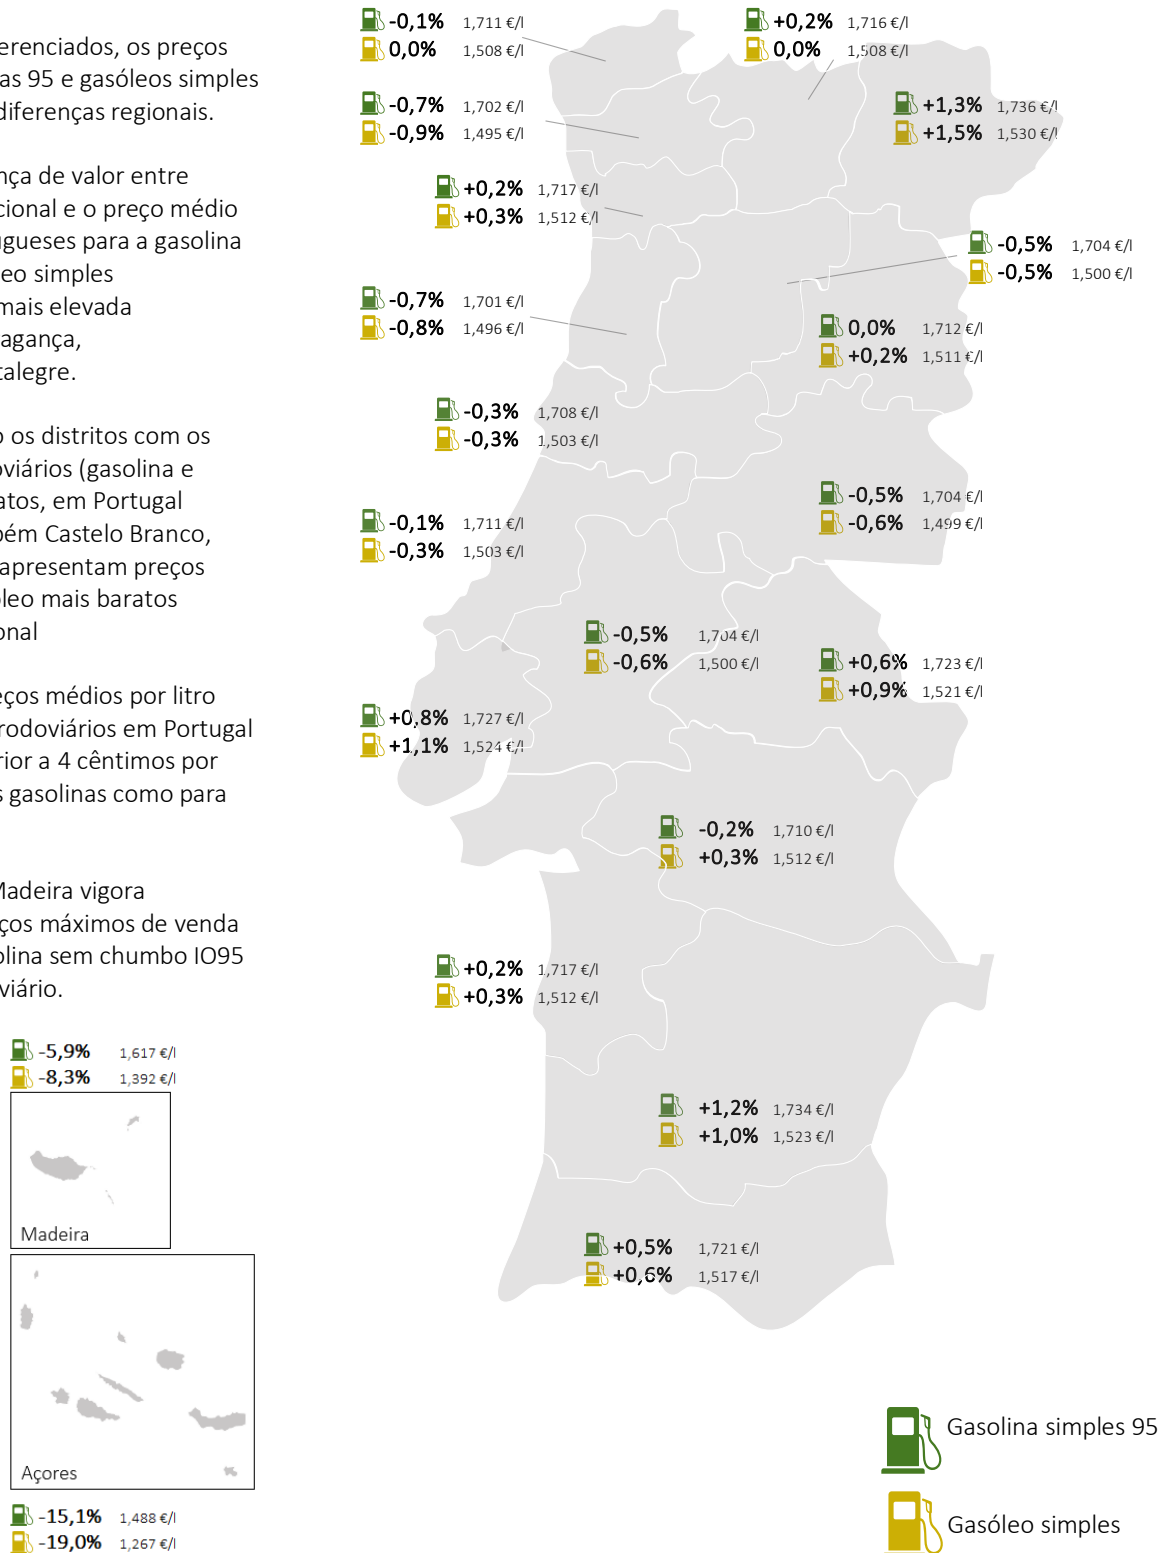 erenciados, os preços
as 95 e gasóleos simples
diferenças regionais.
nça de valor entre
cional e o preço médio
ugueses para a gasolina
eo simples
mais elevada
agança,
talegre.
o os distritos com os
oviários (gasolina e
atos, em Portugal
bém Castelo Branco,
apresentam preços
óleo mais baratos
onal
eços médios por litro
rodoviários em Portugal
rior a 4 cêntimos por
s gasolinas como para
Madeira vigora
ços máximos de venda
olina sem chumbo IO95
viário.
-0,1% 1,711 €/l
0,0% 1,508 €/l
+0,2% 1,716 €/l
0,0% 1,508 €/l
-0,7% 1,702 €/l
-0,9% 1,495 €/l
+1,3% 1,736 €/l
+1,5% 1,530 €/l
+0,2% 1,717 €/l
+0,3% 1,512 €/l
-0,5% 1,704 €/l
-0,5% 1,500 €/l
-0,7% 1,701 €/l
-0,8% 1,496 €/l
0,0% 1,712 €/l
+0,2% 1,511 €/l
-0,3% 1,708 €/l
-0,3% 1,503 €/l
-0,5% 1,704 €/l
-0,6% 1,499 €/l
-0,1% 1,711 €/l
-0,3% 1,503 €/l
-0,5% 1,704 €/l
-0,6% 1,500 €/l
+0,6% 1,723 €/l
+0,9% 1,521 €/l
+0,8% 1,727 €/l
+1,1% 1,524 €/l
-0,2% 1,710 €/l
+0,3% 1,512 €/l
+0,2% 1,717 €/l
+0,3% 1,512 €/l
+1,2% 1,734 €/l
+1,0% 1,523 €/l
+0,5% 1,721 €/l
+0,6% 1,517 €/l
-5,9% 1,617 €/l
-8,3% 1,392 €/l
Madeira
Açores
-15,1% 1,488 €/l
-19,0% 1,267 €/l
Gasolina simples 95
Gasóleo simples